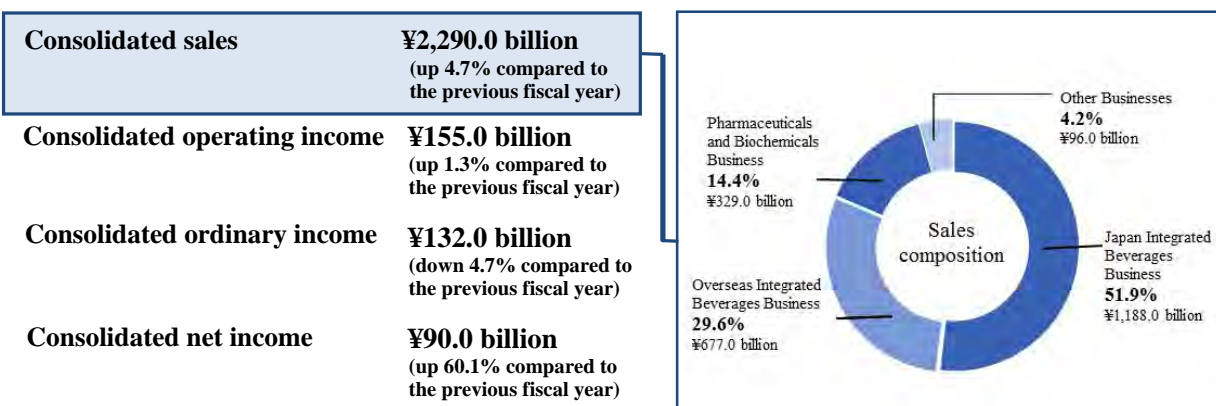 Consolidated sales ¥2,290.0 billion
(up 4.7% compared to
the previous fiscal year)
Consolidated operating income ¥155.0 billion
(up 1.3% compared to
the previous fiscal year)
Consolidated ordinary income ¥132.0 billion
(down 4.7% compared to
the previous fiscal year)
Consolidated net income ¥90.0 billion
(up 60.1% compared to
the previous fiscal year)
Other Businesses
4.2%
¥96.0 billion
Pharmaceuticals
and Biochemicals
Business
14.4%
¥329.0 billion
Sales
composition
Japan Integrated
Beverages
Business
51.9%
¥1,188.0 billion
Overseas Integrated
Beverages Business
29.6%
¥677.0 billion